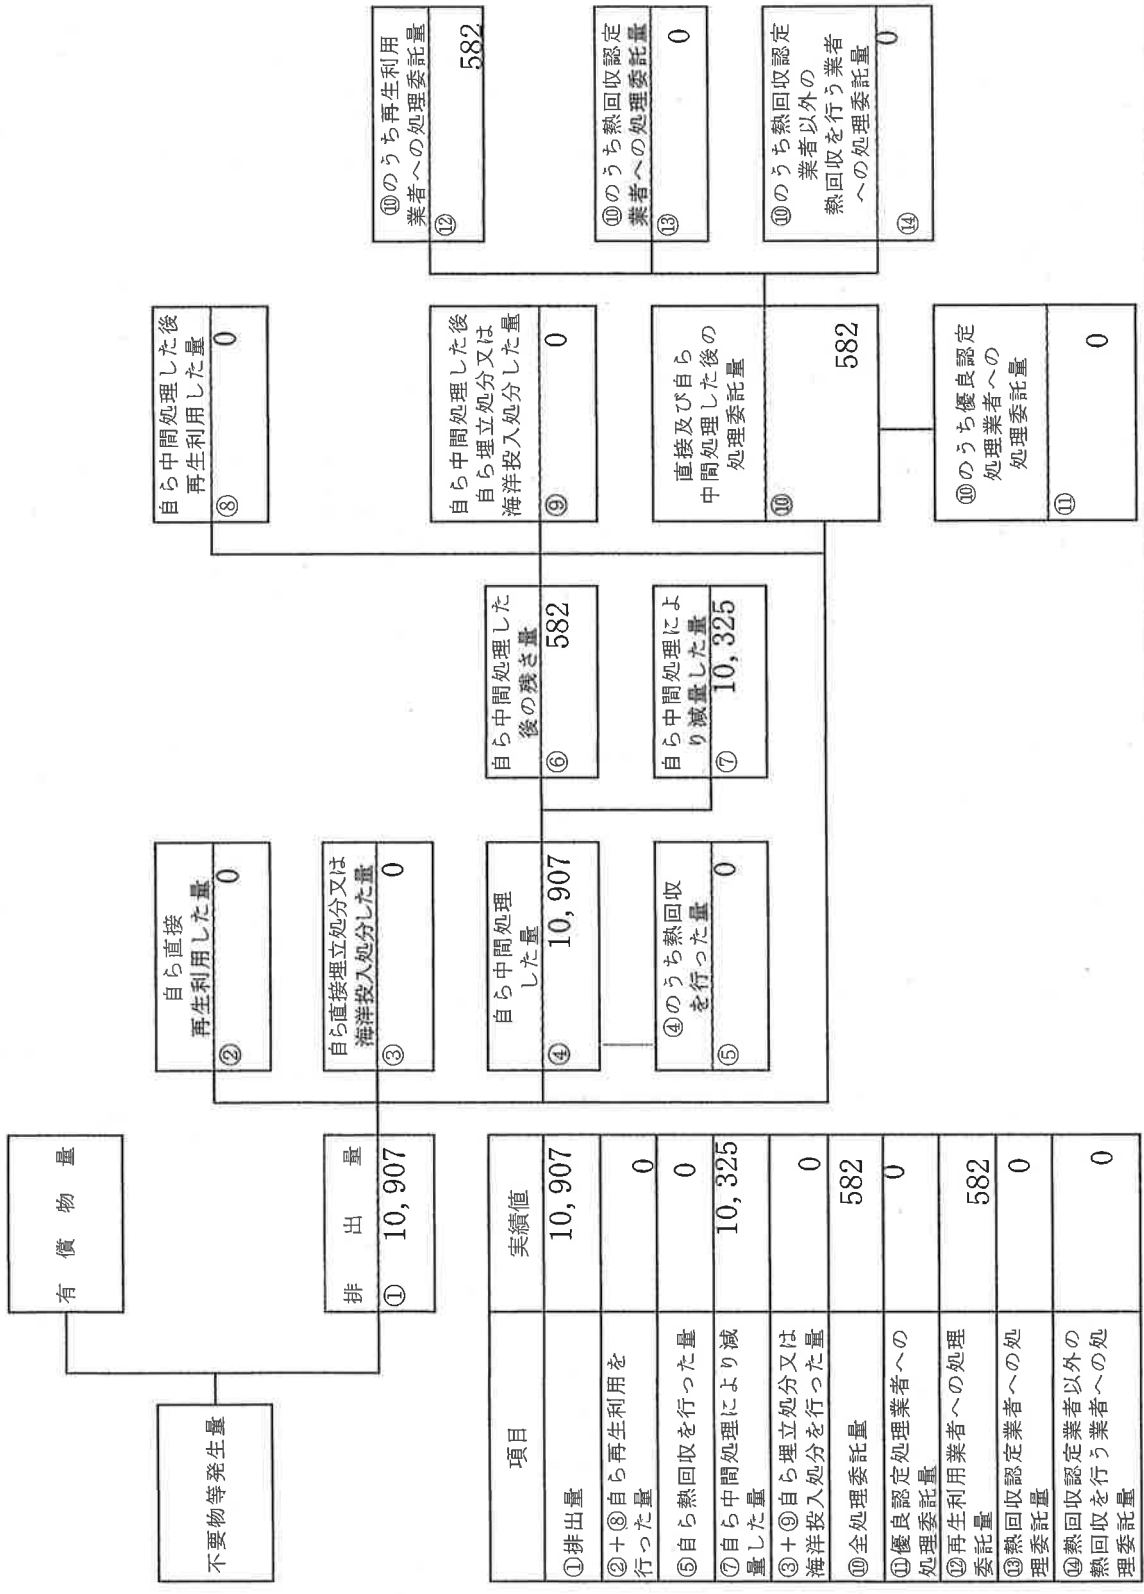 不要物等発生量
有償物量
排出量
① 10,907
自ら直接
再生利用した量
② 0
自ら直接埋立処分又は
海洋投入処分した量
③ 0
自ら中間処理
した量
④ 10,907
④のうち熱回収
を行った量
⑤ 0
自ら中間処理した
後の残さ量
⑥ 582
自ら中間処理によ
り減量した量
⑦ 10,325
自ら中間処理した後
再生利用した量
⑧ 0
自ら中間処理した後
自ら埋立処分又は
海洋投入処分した量
⑨ 0
直接及び自ら
中間処理した後の
処理委託量
⑩ 582
⑩のうち優良認定
処理業者への
処理委託量
⑪ 0
⑩のうち再生利用
業者への処理委託量
⑫ 582
⑩のうち熱回収認定
業者への処理委託量
⑬ 0
⑩のうち熱回収認定
業者以外の
熱回収を行う業者
への処理委託量
⑭ 0
項目 実績値
①排出量 10,907
②+⑧自ら再生利用を
行った量 0
⑤自ら熱回収を行った量 0
⑦自ら中間処理により減
量した量 10,325
③+⑨自ら埋立処分又は
海洋投入処分を行った量 0
⑩全処理委託量 582
⑪優良認定処理業者への
処理委託量 0
⑫再生利用業者への処理
委託量 582
⑬熱回収認定業者への処
理委託量 0
⑭熱回収認定業者以外の
熱回収を行う業者への処
理委託量 0